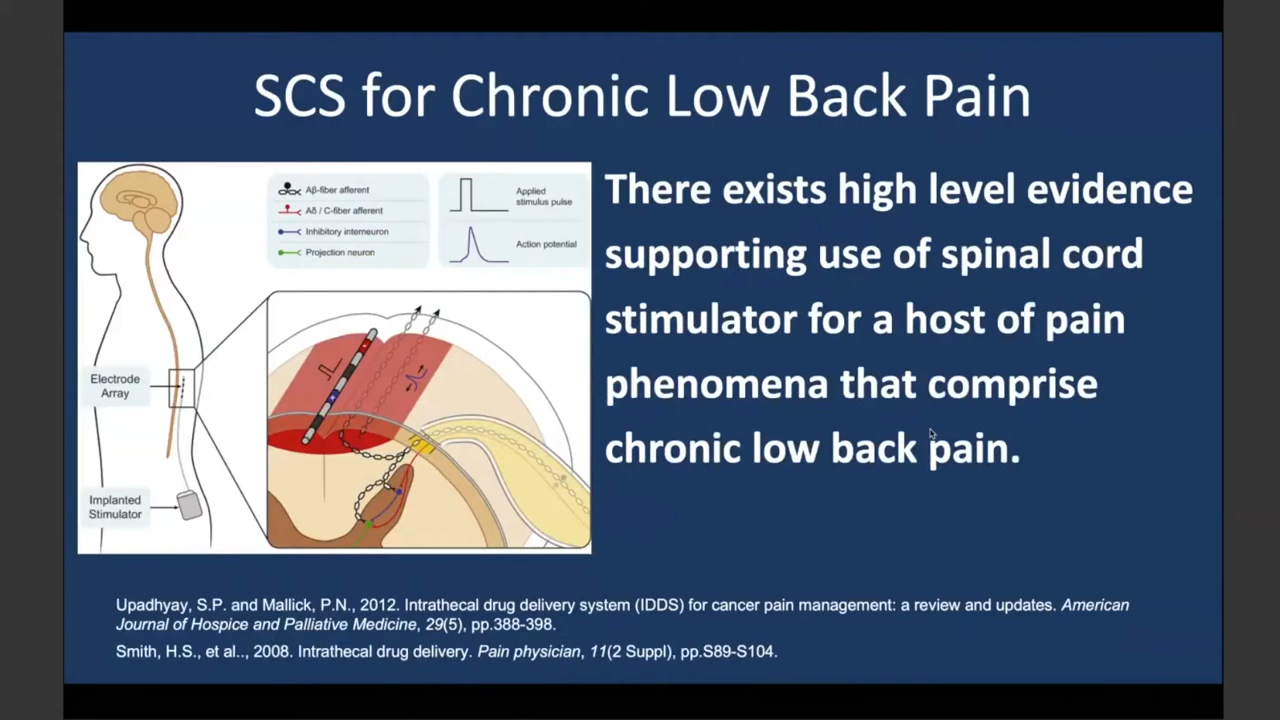 SCS for Chronic Low Back Pain
Aβ-fiber afferent
Aδ / C-fiber afferent
Inhibitory interneuron
Projection neuron
Applied
stimulus pulse
Action potential
Electrode
Array
Implanted
Stimulator
There exists high level evidence
supporting use of spinal cord
stimulator for a host of pain
phenomena that comprise
chronic low back pain.
Upadhyay, S.P. and Mallick, P.N., 2012. Intrathecal drug delivery system (IDDS) for cancer pain management: a review and updates. American
Journal of Hospice and Palliative Medicine, 29(5), pp.388-398.
Smith, H.S., et al.., 2008. Intrathecal drug delivery. Pain physician, 11(2 Suppl), pp.S89-S104.